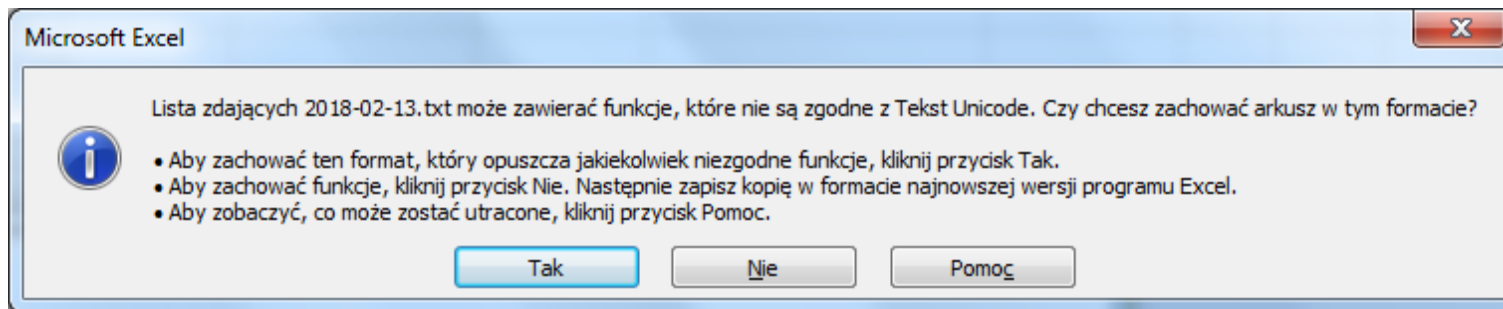 Microsoft Excel
Lista zdających 2018-02-13.txt może zawierać funkcje, które nie są zgodne z Tekst Unicode. Czy chcesz zachować arkusz w tym formacie?
• Aby zachować ten format, który opuszcza jakiekolwiek niezgodne funkcje, kliknij przycisk Tak.
• Aby zachować funkcje, kliknij przycisk Nie. Następnie zapisz kopię w formacie najnowszej wersji programu Excel.
• Aby zobaczyć, co może zostać utracone, kliknij przycisk Pomoc.
Tak Nie Pomoc